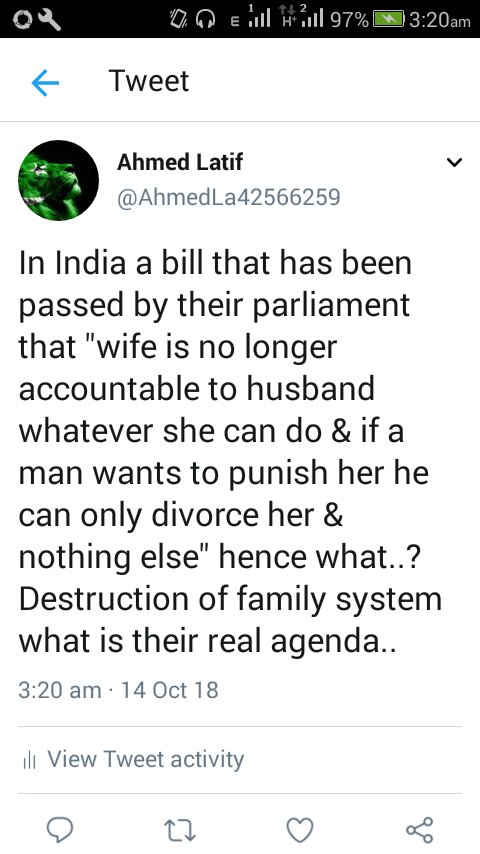 E 1 H+ 2 97% 3:20am
Tweet
Ahmed Latif
@AhmedLa42566259
In India a bill that has been
passed by their parliament
that "wife is no longer
accountable to husband
whatever she can do & if a
man wants to punish her he
can only divorce her &
nothing else" hence what..?
Destruction of family system
what is their real agenda..
3:20 am · 14 Oct 18
View Tweet activity